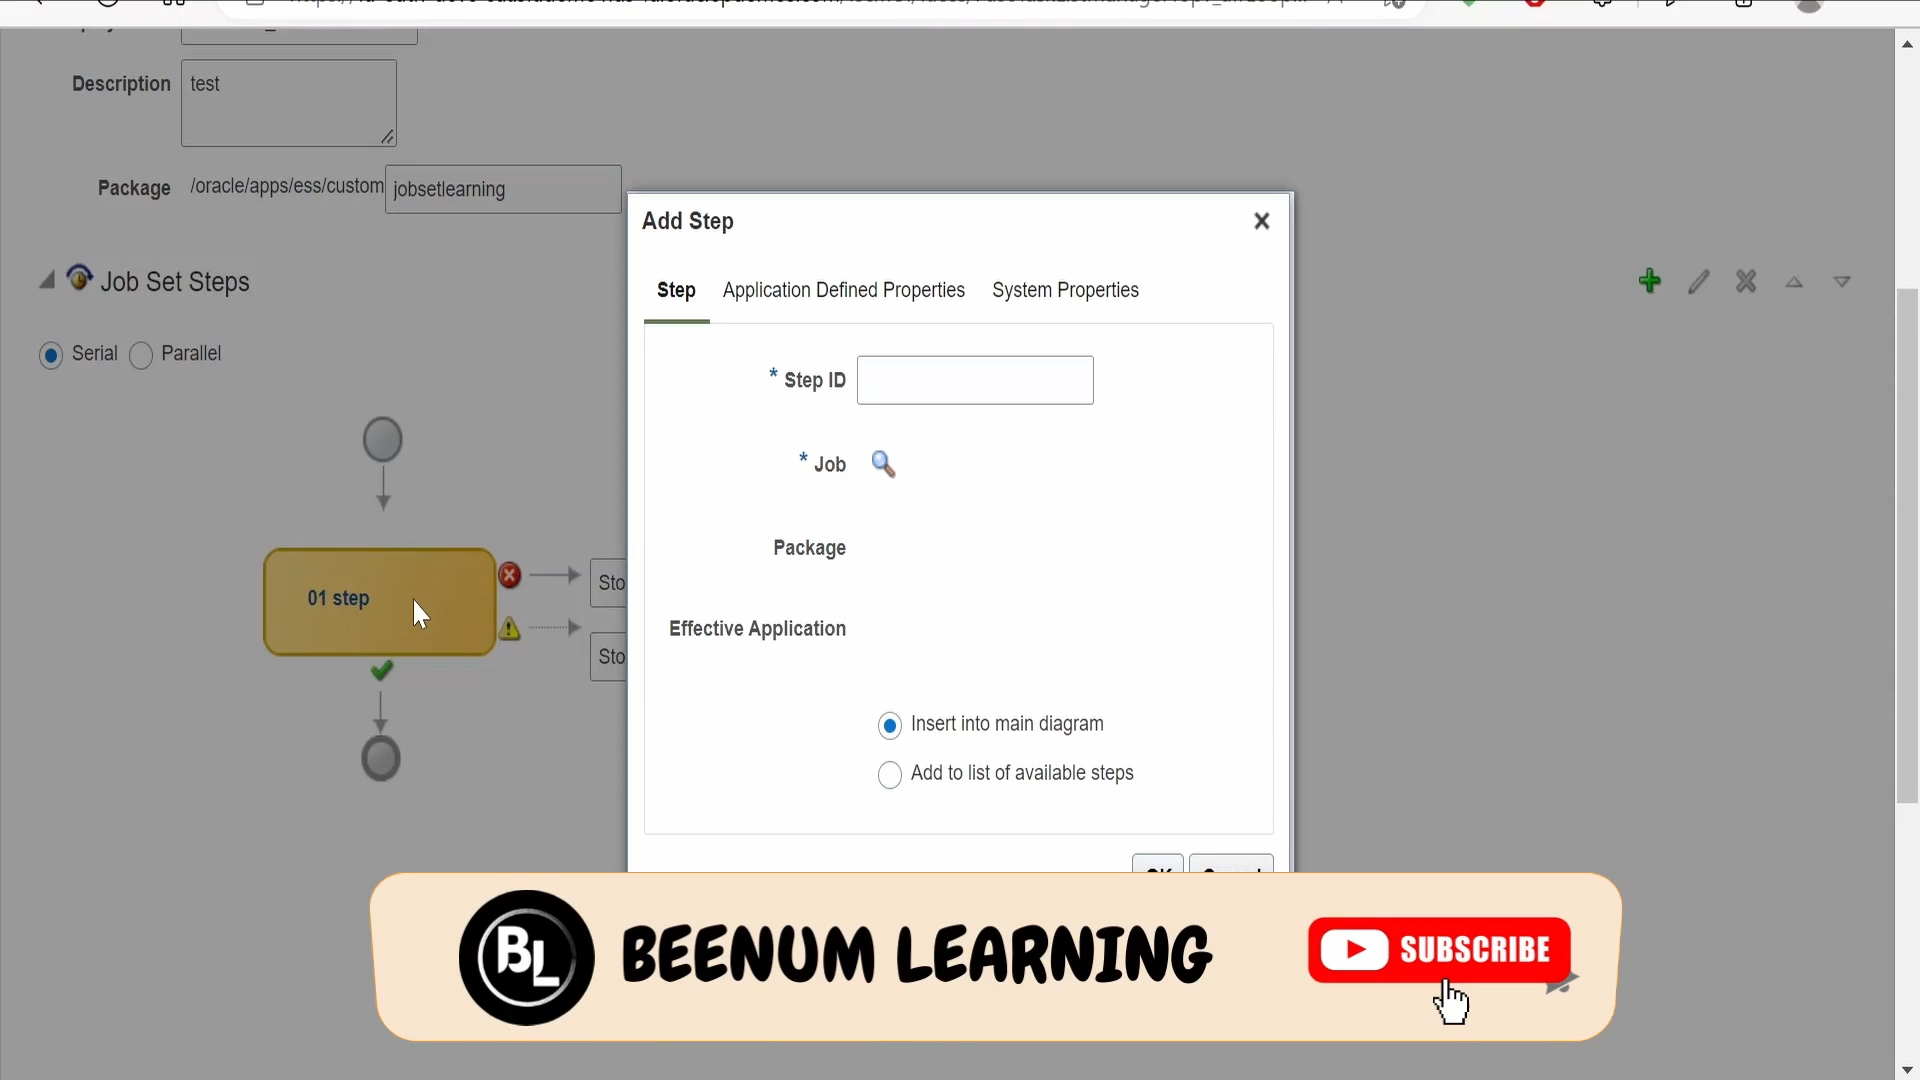 Description
test
Package
/oracle/apps/ess/custom
jobsetlearning
Job Set Steps
Serial
Parallel
01 step
Sto
Sto
Add Step
Step
Application Defined Properties
System Properties
* Step ID
* Job
Package
Effective Application
Insert into main diagram
Add to list of available steps
OK
BL
BEENUM LEARNING
SUBSCRIBE